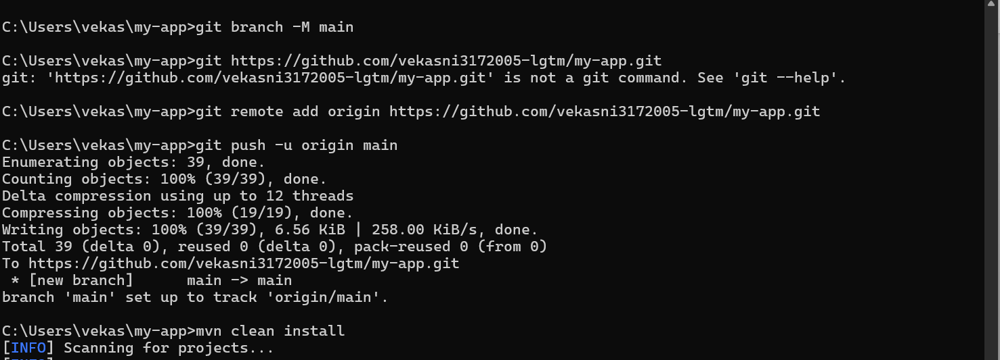 C:\Users\vekas\my-app>git branch -M main
C:\Users\vekas\my-app>git https://github.com/vekasni3172005-lgtm/my-app.git
git: 'https://github.com/vekasni3172005-lgtm/my-app.git' is not a git command. See 'git --help'.
C:\Users\vekas\my-app>git remote add origin https://github.com/vekasni3172005-lgtm/my-app.git
C:\Users\vekas\my-app>git push -u origin main
Enumerating objects: 39, done.
Counting objects: 100% (39/39), done.
Delta compression using up to 12 threads
Compressing objects: 100% (19/19), done.
Writing objects: 100% (39/39), 6.56 KiB | 258.00 KiB/s, done.
Total 39 (delta 0), reused 0 (delta 0), pack-reused 0 (from 0)
To https://github.com/vekasni3172005-lgtm/my-app.git
 * [new branch]      main -> main
branch 'main' set up to track 'origin/main'.
C:\Users\vekas\my-app>mvn clean install
[INFO] Scanning for projects...